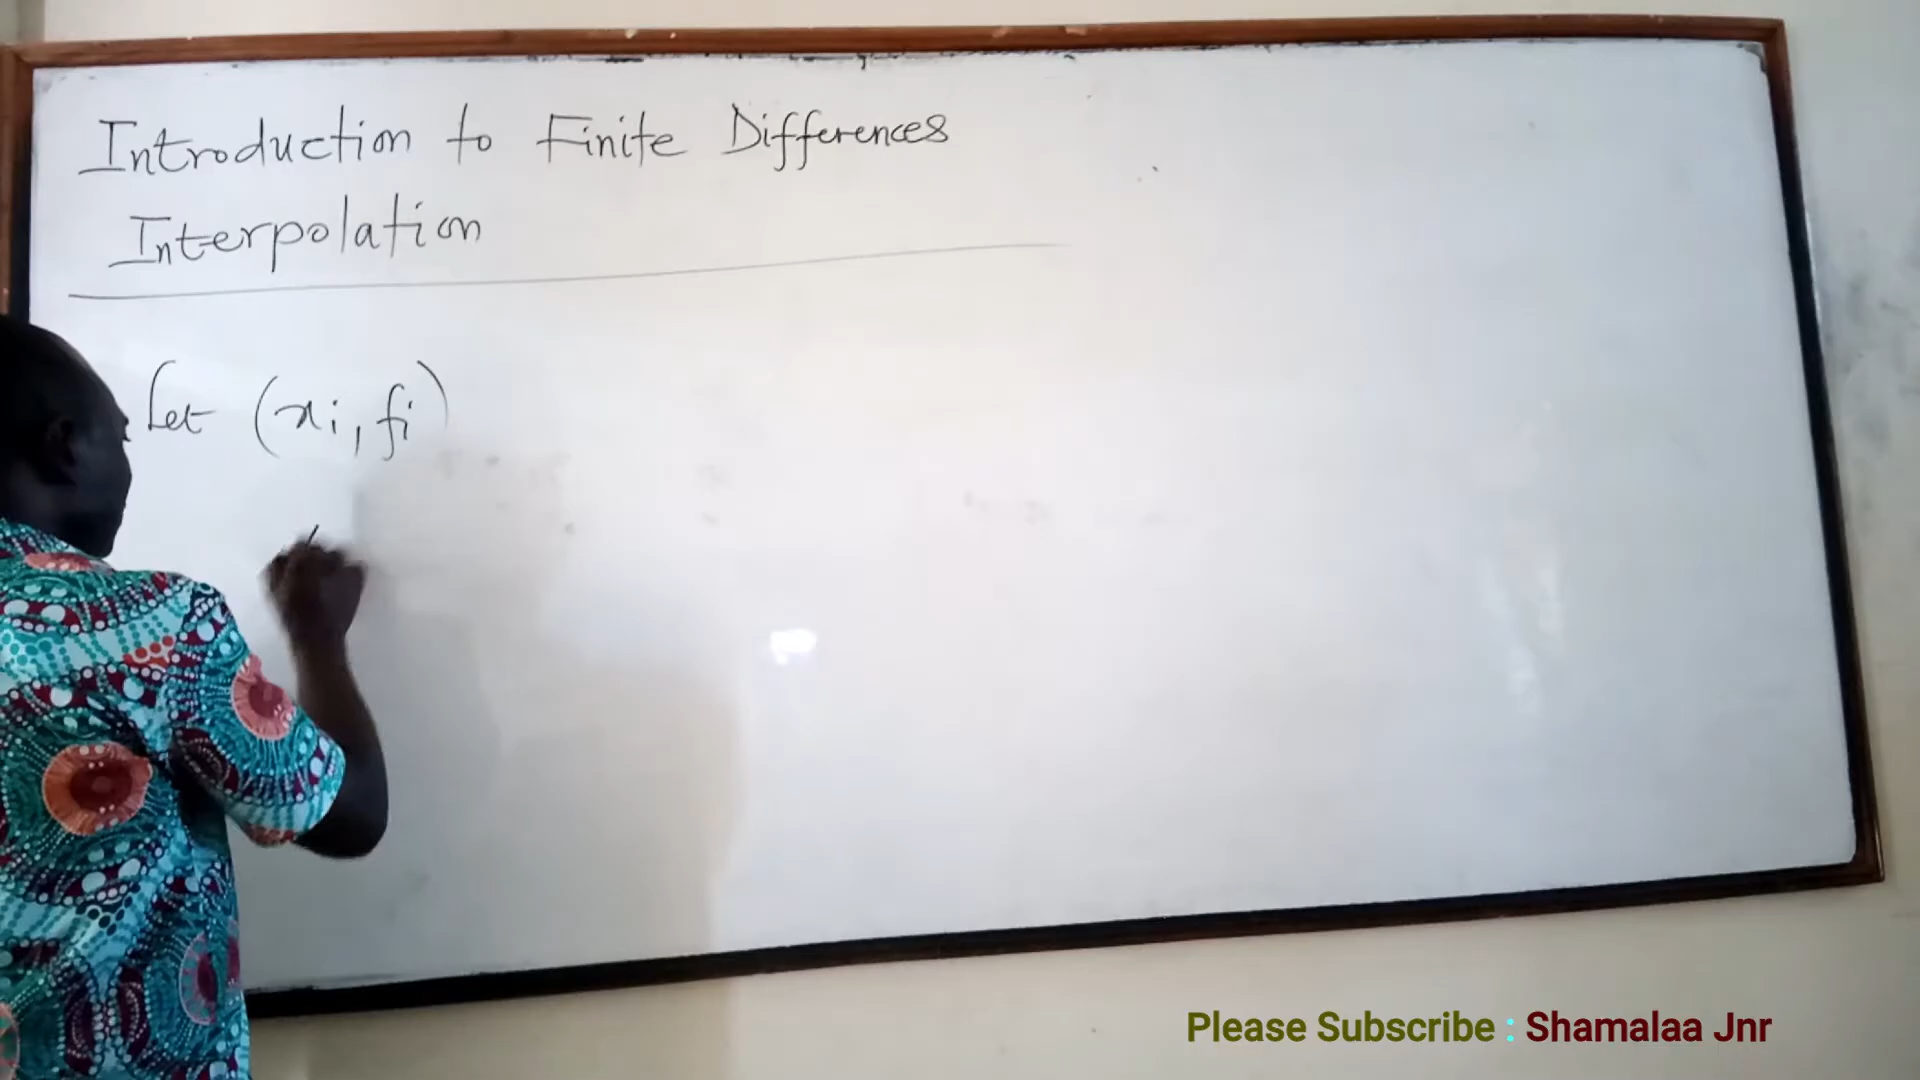 Introduction to Finite Differences
Interpolation
Let (xi, fi)
Please Subscribe : Shamalaa Jnr